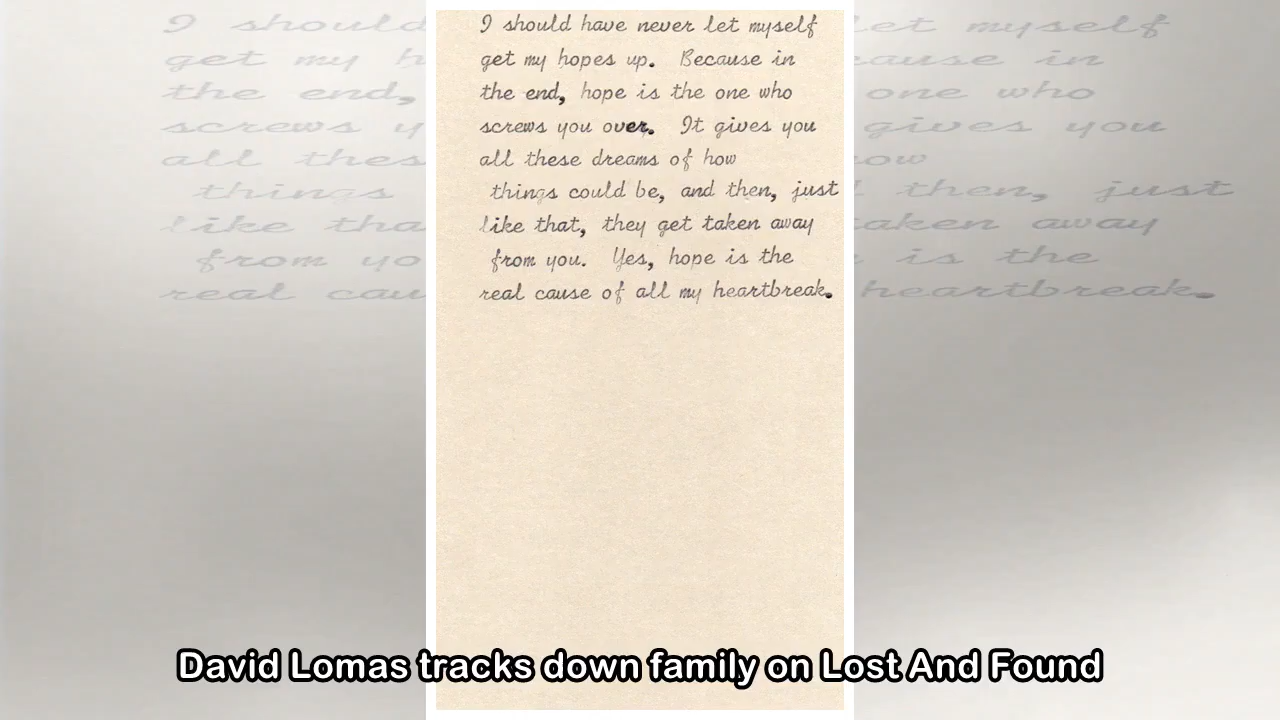 I should have never let myself
get my hopes up. Because in
the end, hope is the one who
screws you over. It gives you
all these dreams of how
things could be, and then, just
like that, they get taken away
from you. Yes, hope is the
real cause of all my heartbreak.
David Lomas tracks down family on Lost And Found